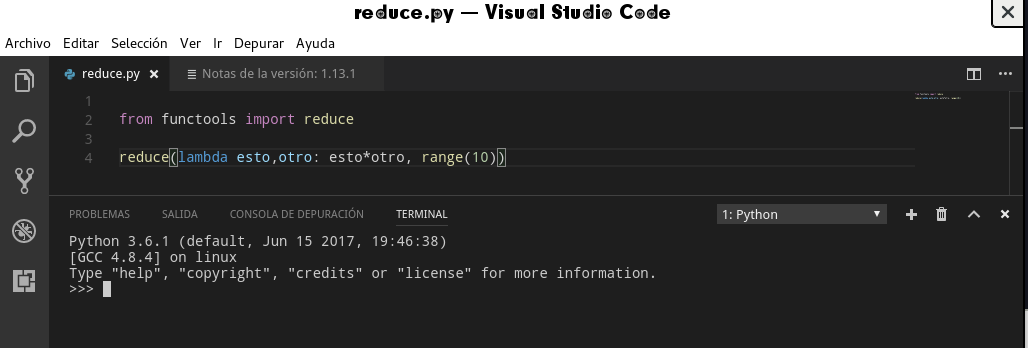 reduce.py — Visual Studio Code
Archivo Editar Selección Ver Ir Depurar Ayuda
reduce.py Notas de la versión: 1.13.1
1
2 from functools import reduce
3
4 reduce(lambda esto,otro: esto*otro, range(10))
PROBLEMAS SALIDA CONSOLA DE DEPURACIÓN TERMINAL 1: Python
Python 3.6.1 (default, Jun 15 2017, 19:46:38)
[GCC 4.8.4] on linux
Type "help", "copyright", "credits" or "license" for more information.
>>>